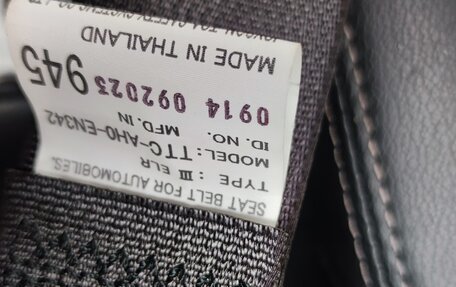 SEAT BELT FOR AUTOMOBILES.
TYPE : III ELR
MODEL: TTC-AH0-EN342
ID. NO.
MFD. IN
0914 092023 945
MADE IN THAILAND